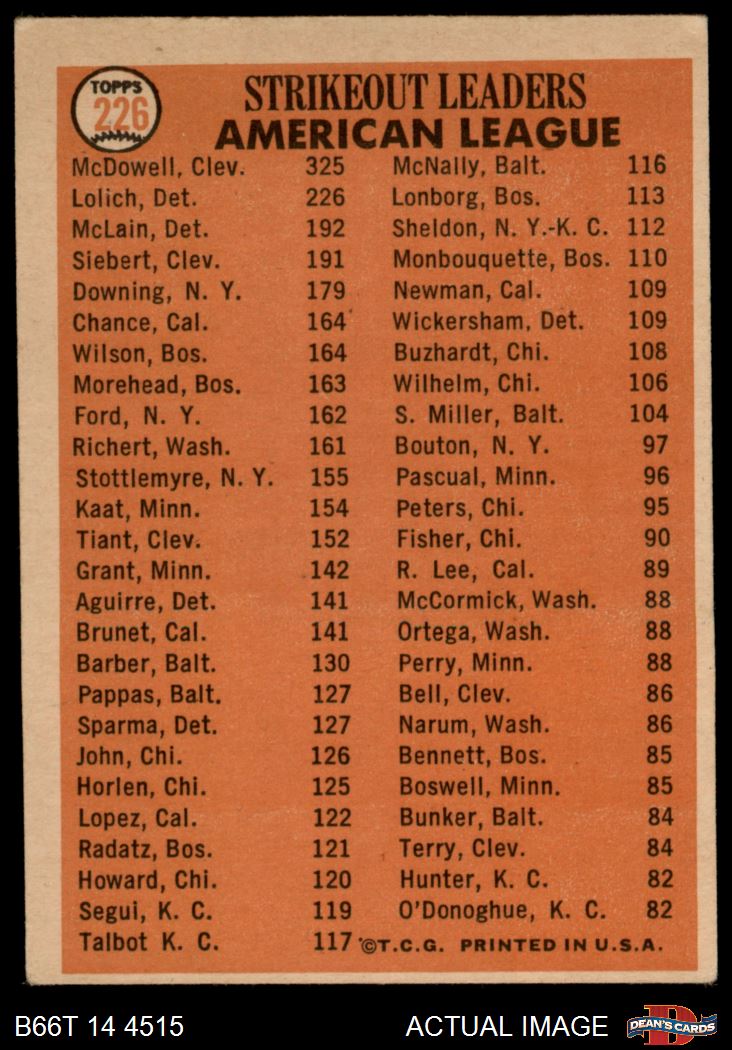 TOPPS
226
STRIKEOUT LEADERS
AMERICAN LEAGUE
McDowell, Clev. 325
Lolich, Det. 226
McLain, Det. 192
Siebert, Clev. 191
Downing, N. Y. 179
Chance, Cal. 164
Wilson, Bos. 164
Morehead, Bos. 163
Ford, N. Y. 162
Richert, Wash. 161
Stottlemyre, N. Y. 155
Kaat, Minn. 154
Tiant, Clev. 152
Grant, Minn. 142
Aguirre, Det. 141
Brunet, Cal. 141
Barber, Balt. 130
Pappas, Balt. 127
Sparma, Det. 127
John, Chi. 126
Horlen, Chi. 125
Lopez, Cal. 122
Radatz, Bos. 121
Howard, Chi. 120
Segui, K. C. 119
Talbot K. C. 117
McNally, Balt. 116
Lonborg, Bos. 113
Sheldon, N. Y.-K. C. 112
Monbouquette, Bos. 110
Newman, Cal. 109
Wickersham, Det. 109
Buzhardt, Chi. 108
Wilhelm, Chi. 106
S. Miller, Balt. 104
Bouton, N. Y. 97
Pascual, Minn. 96
Peters, Chi. 95
Fisher, Chi. 90
R. Lee, Cal. 89
McCormick, Wash. 88
Ortega, Wash. 88
Perry, Minn. 88
Bell, Clev. 86
Narum, Wash. 86
Bennett, Bos. 85
Boswell, Minn. 85
Bunker, Balt. 84
Terry, Clev. 84
Hunter, K. C. 82
O'Donoghue, K. C. 82
©T.C.G. PRINTED IN U.S.A.
B66T 14 4515
ACTUAL IMAGE
DEAN'S CARDS